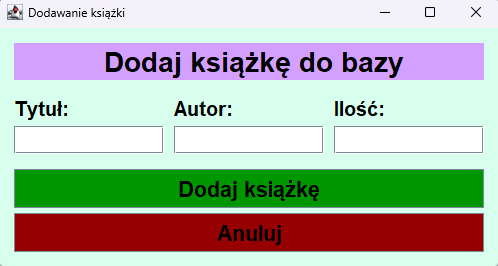 Dodawanie książki
Dodaj książkę do bazy
Tytuł: Autor: Ilość:
Dodaj książkę
Anuluj